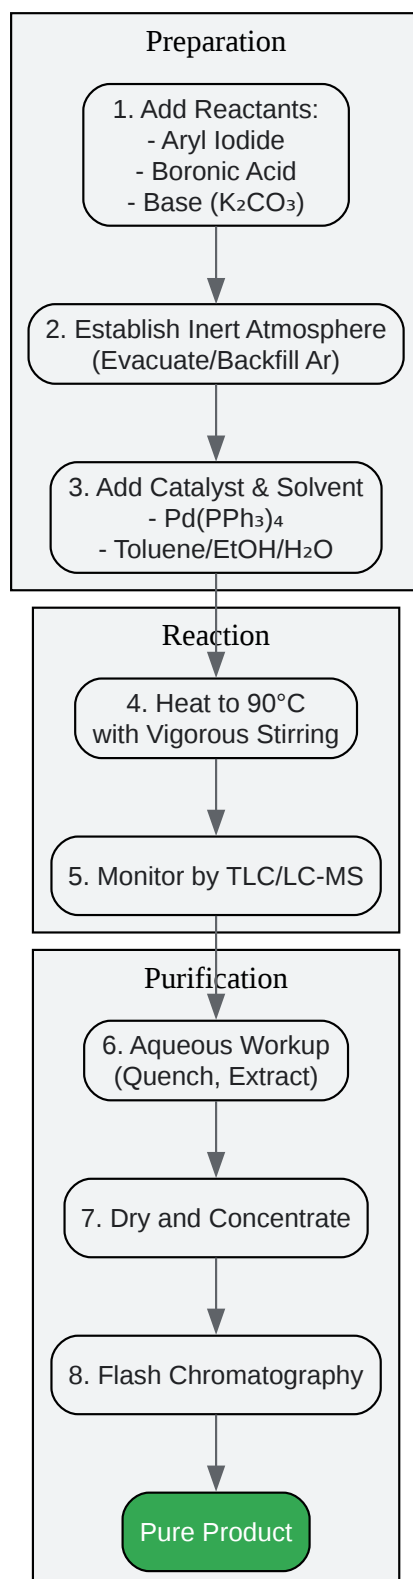 Preparation
1. Add Reactants:
- Aryl Iodide
- Boronic Acid
- Base (K₂CO₃)
2. Establish Inert Atmosphere
(Evacuate/Backfill Ar)
3. Add Catalyst & Solvent
- Pd(PPh₃)₄
- Toluene/EtOH/H₂O
Reaction
4. Heat to 90°C
with Vigorous Stirring
5. Monitor by TLC/LC-MS
Purification
6. Aqueous Workup
(Quench, Extract)
7. Dry and Concentrate
8. Flash Chromatography
Pure Product